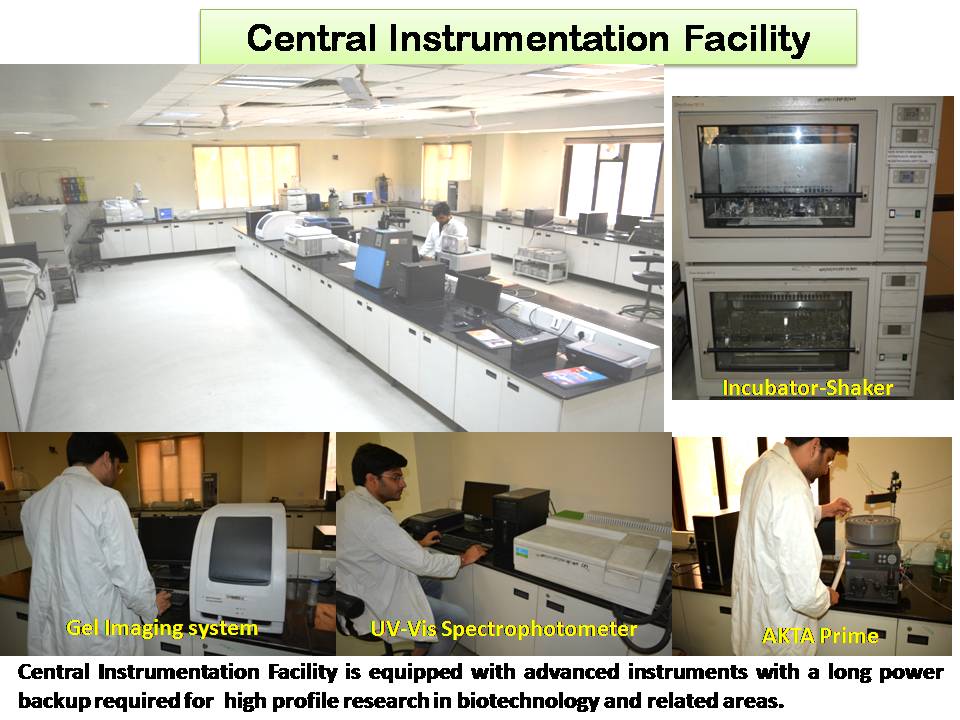 Central Instrumentation Facility
Incubator-Shaker
Gel Imaging system
UV-Vis Spectrophotometer
AKTA Prime
Central Instrumentation Facility is equipped with advanced instruments with a long power
backup required for high profile research in biotechnology and related areas.